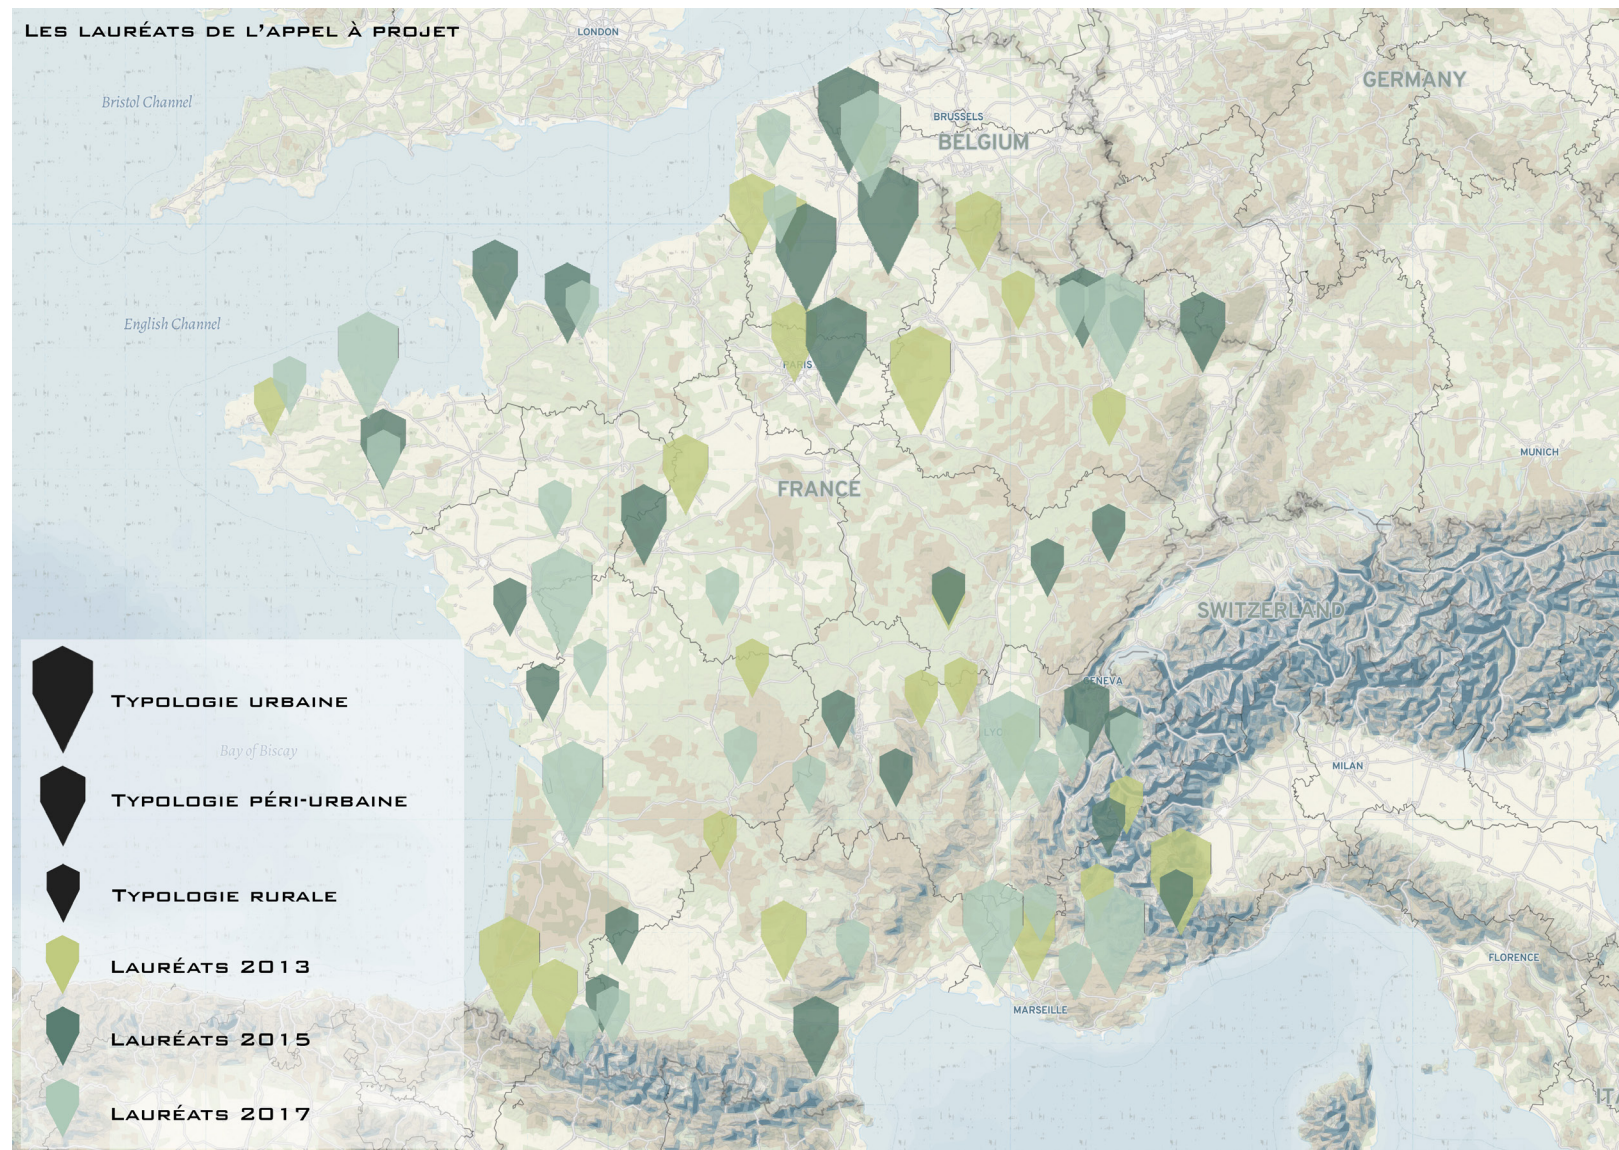 Les lauréats de l'appel à projet
LONDON
Bristol Channel
GERMANY
BRUSSELS
BELGIUM
English Channel
PARIS
MUNICH
FRANCE
SWITZERLAND
GENEVA
Typologie urbaine
Bay of Biscay
MILAN
Typologie péri-urbaine
Typologie rurale
FLORENCE
Lauréats 2013
MARSEILLE
Lauréats 2015
Lauréats 2017